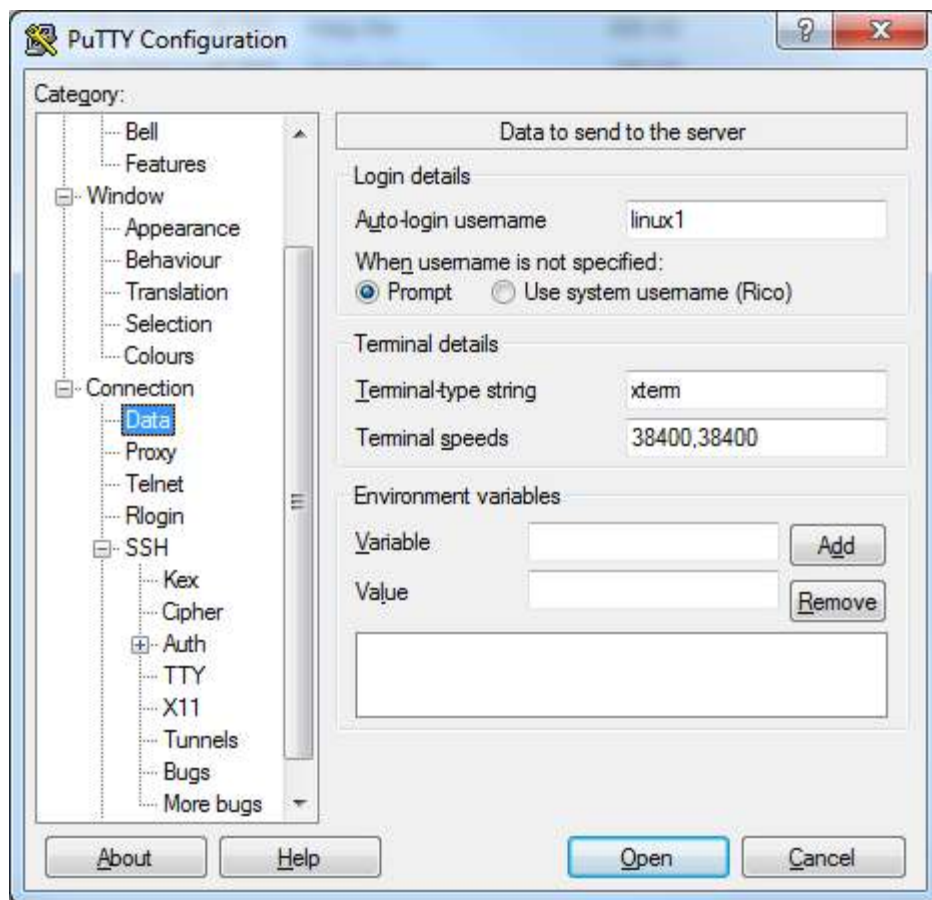 PuTTY Configuration
Category:
Bell
Features
Window
Appearance
Behaviour
Translation
Selection
Colours
Connection
Data
Proxy
Telnet
Rlogin
SSH
Kex
Cipher
Auth
TTY
X11
Tunnels
Bugs
More bugs
Data to send to the server
Login details
Auto-login username linux1
When username is not specified:
Prompt Use system username (Rico)
Terminal details
Terminal-type string xterm
Terminal speeds 38400,38400
Environment variables
Variable Add
Value Remove
About Help Open Cancel